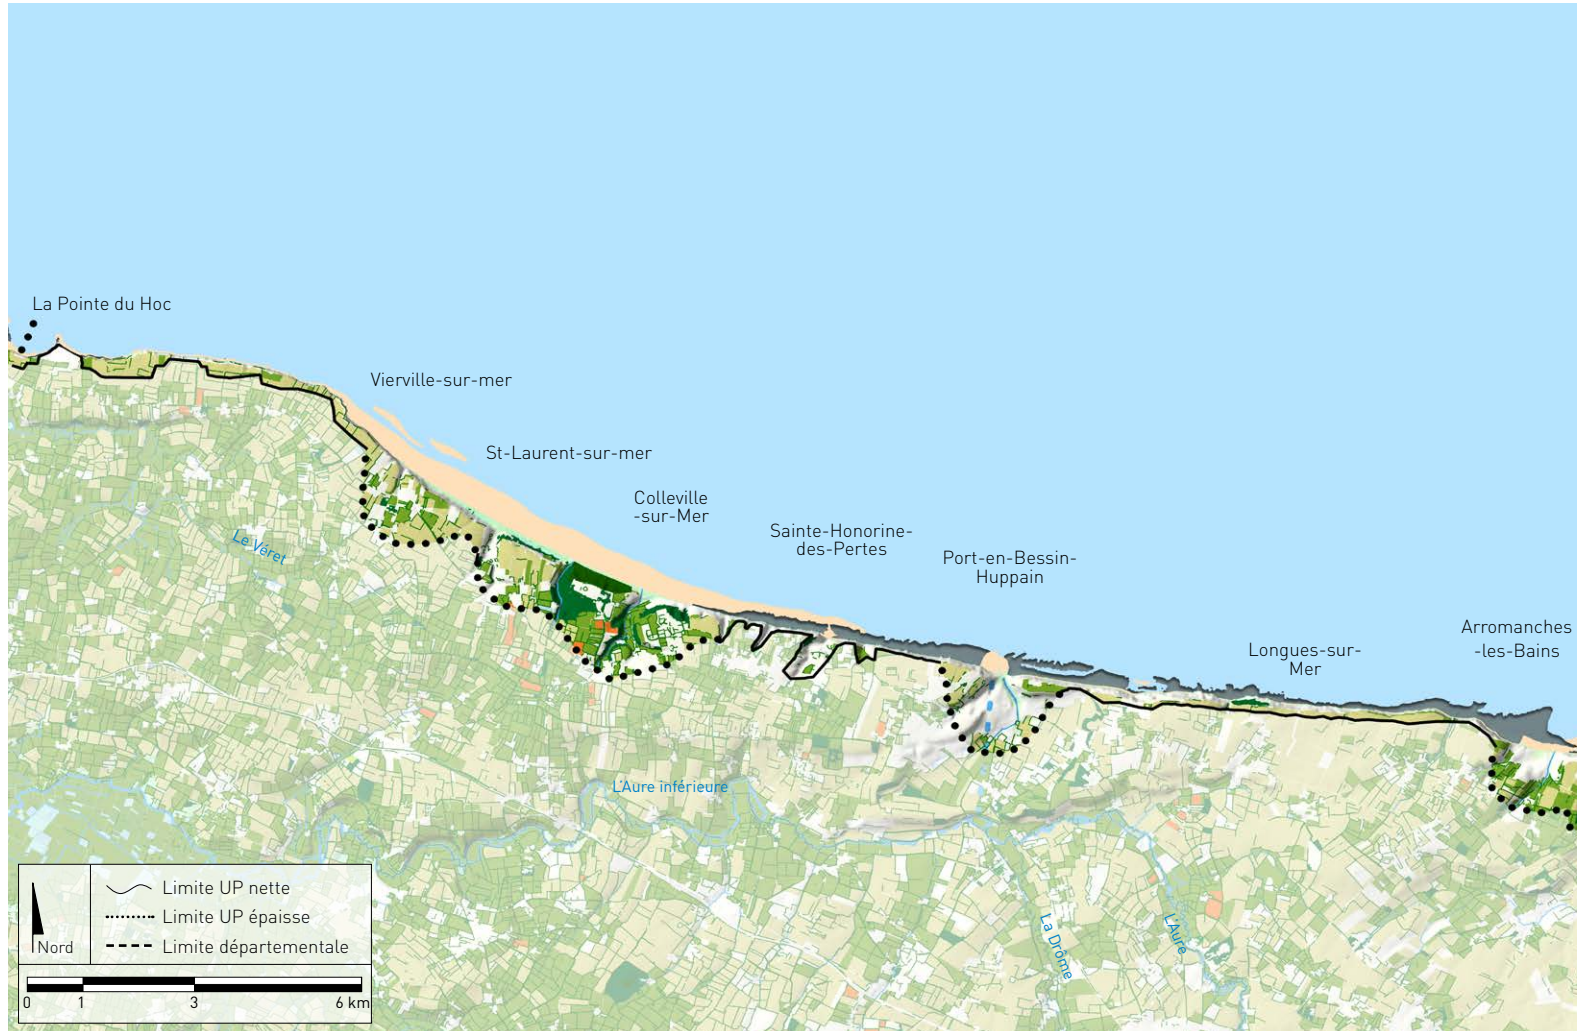 La Pointe du Hoc
Vierville-sur-mer
St-Laurent-sur-mer
Colleville
-sur-Mer
Sainte-Honorine-
des-Pertes
Port-en-Bessin-
Huppain
Longues-sur-
Mer
Arromanches
-les-Bains
Le Véret
L'Aure inférieure
La Drôme
L'Aure
Nord
Limite UP nette
Limite UP épaisse
Limite départementale
0 1 3 6 km